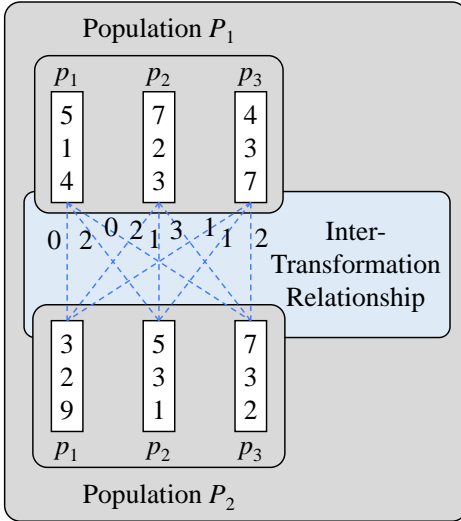 Population P1
p1 p2 p3
5 7 4
1 2 3
4 3 7
0 2 0 2 1 3 1 1 2
Inter-
Transformation
Relationship
3 5 7
2 3 3
9 1 2
p1 p2 p3
Population P2